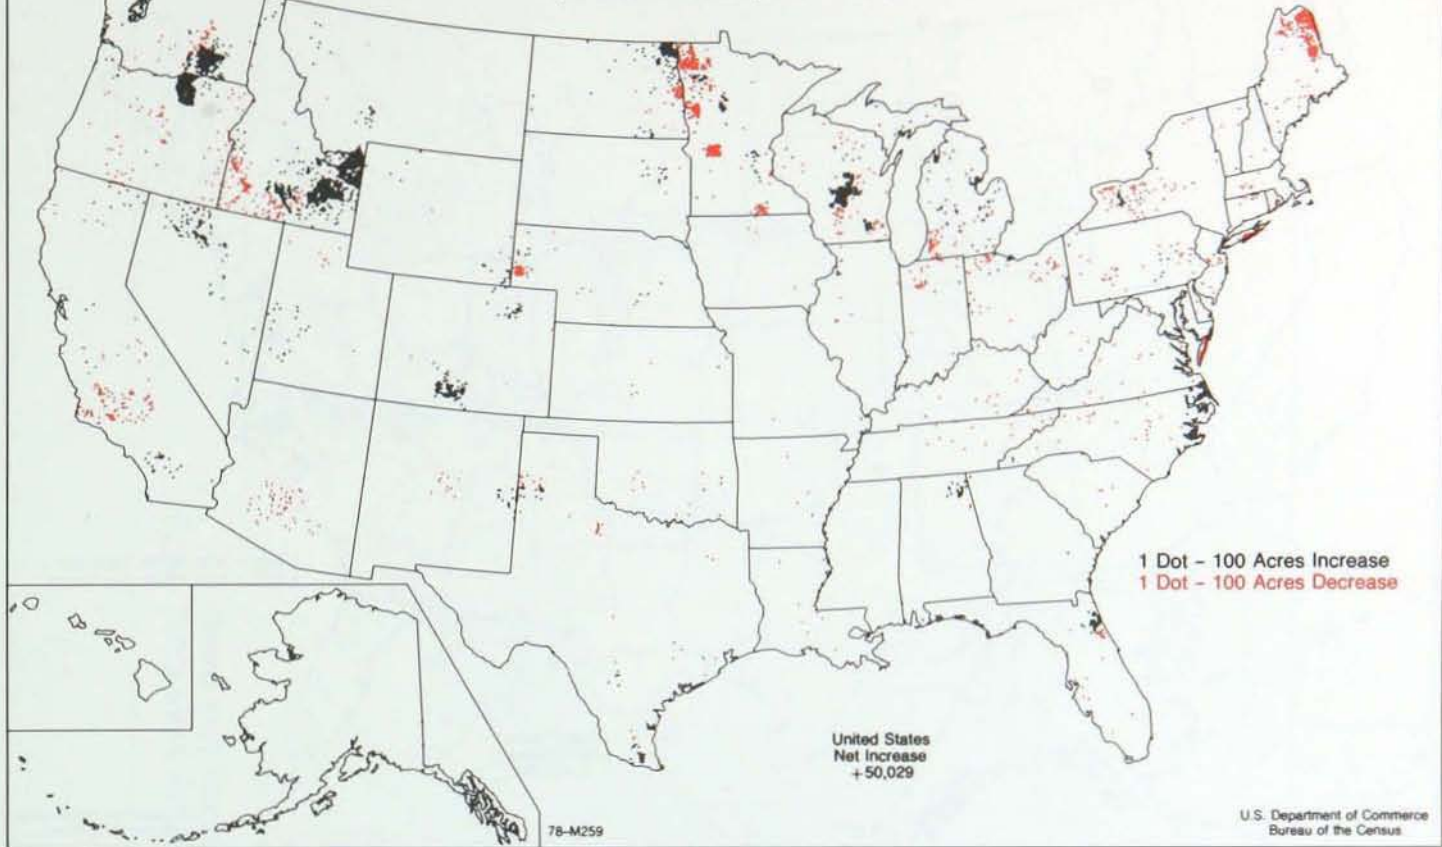 1 Dot – 100 Acres Increase
1 Dot – 100 Acres Decrease
United States
Net Increase
+50,029
78-M259
U.S. Department of Commerce
Bureau of the Census